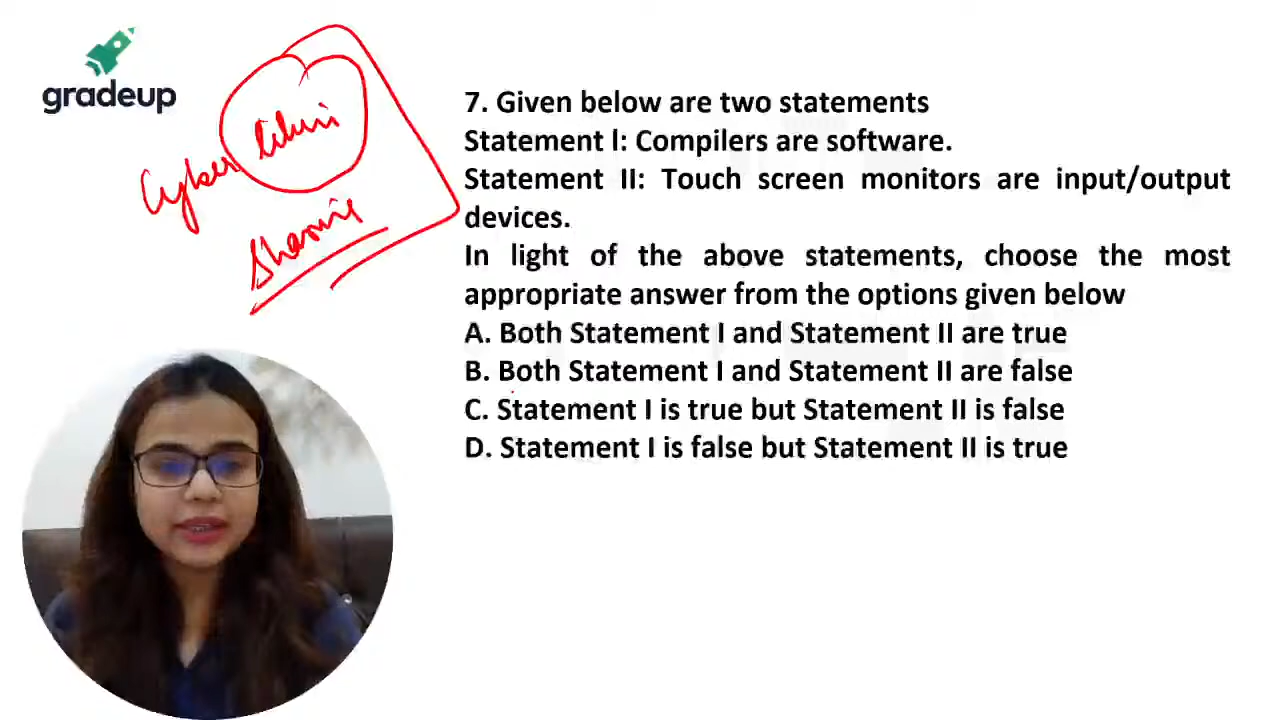 gradeup
Cyber
7. Given below are two statements
Statement l: Compilers are software.
Statement II: Touch screen monitors are input/output
devices.
In light of the above statements, choose the most
appropriate answer from the options given below
A. Both Statement I and Statement II are true
B. Both Statement I and Statement II are false
C. Statement I is true but Statement II is false
D. Statement I is false but Statement II is true